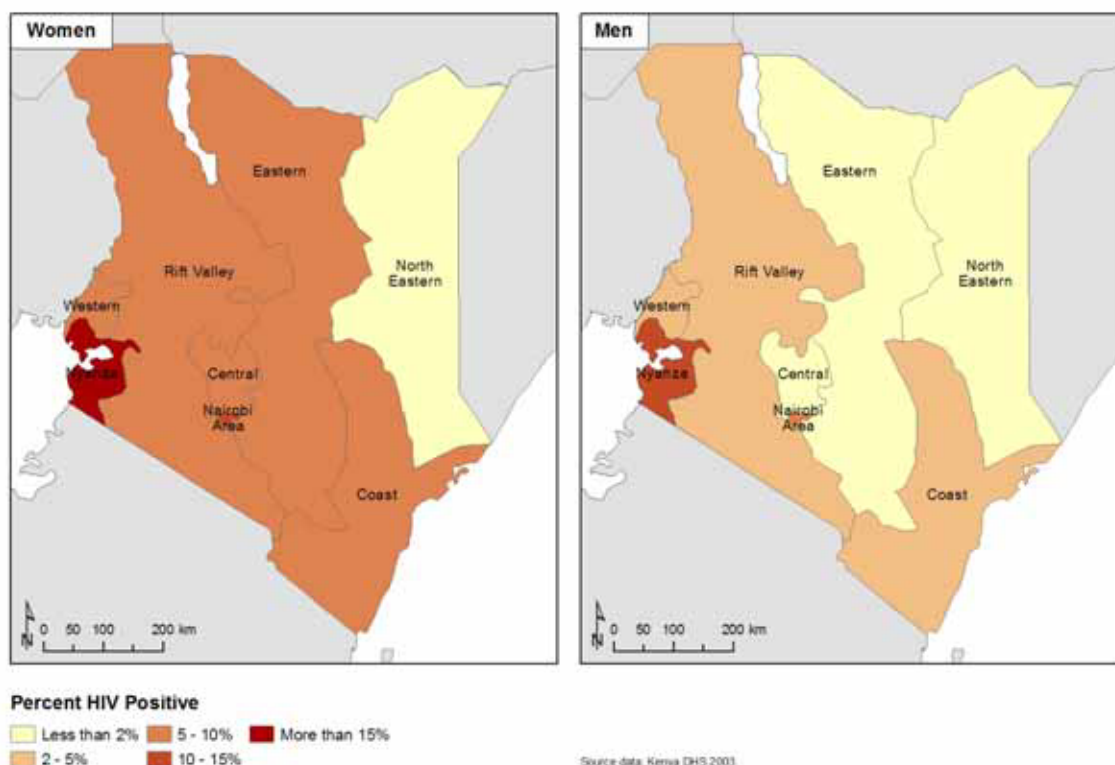 Women
Eastern
Rift Valley
North
Eastern
Western
Nyanza
Central
Nairobi
Area
Coast
N
0 50 100 200 km
Men
Eastern
Rift Valley
North
Eastern
Western
Nyanza
Central
Nairobi
Area
Coast
N
0 50 100 200 km
Percent HIV Positive
Less than 2%
5 - 10%
More than 15%
2 - 5%
10 - 15%
Source data: Kenya DHS 2003.